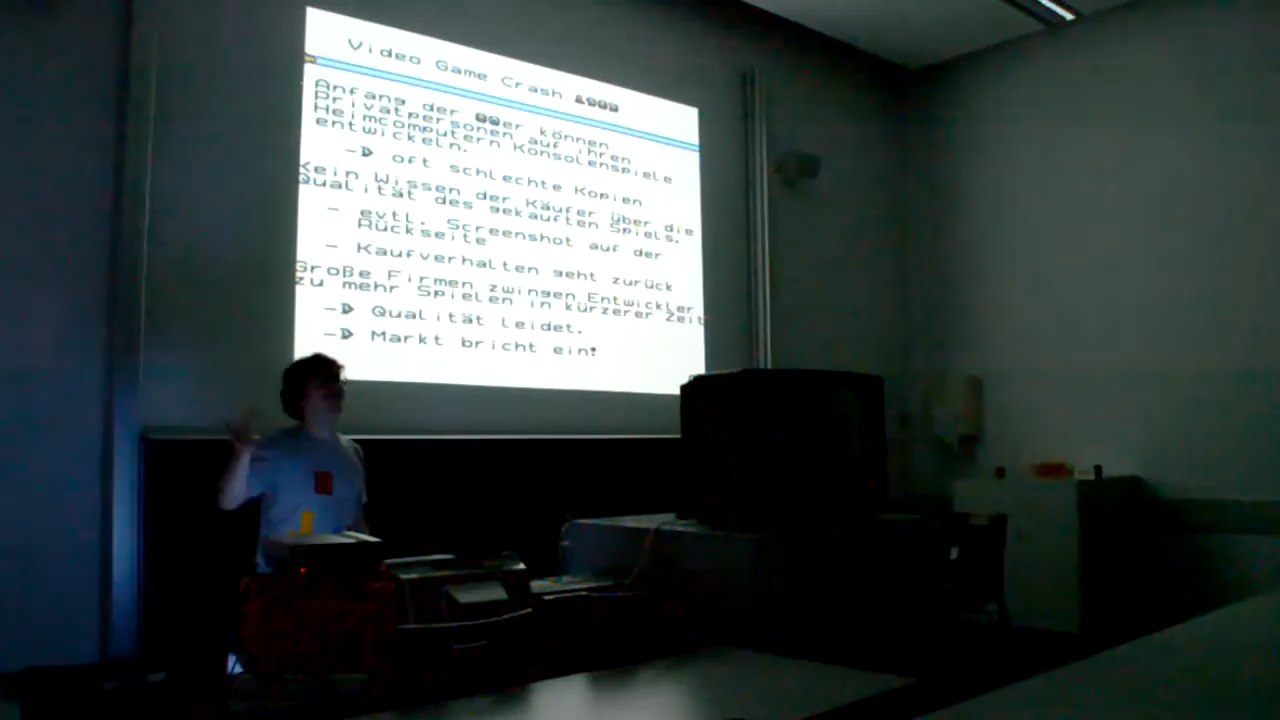 Video Game Crash
Anfang der 80er können
Privatpersonen auf ihren
Heimcomputern Konsolenspiele
entwickeln.
-> oft schlechte Kopien
Kein Wissen der Käufer über die
Qualität des gekauften Spiels.
- evtl. Screenshot auf der
Rückseite
- Kaufverhalten geht zurück
Große Firmen zwingen Entwickler
zu mehr Spielen in kürzerer Zeit
-> Qualität leidet.
-> Markt bricht ein!